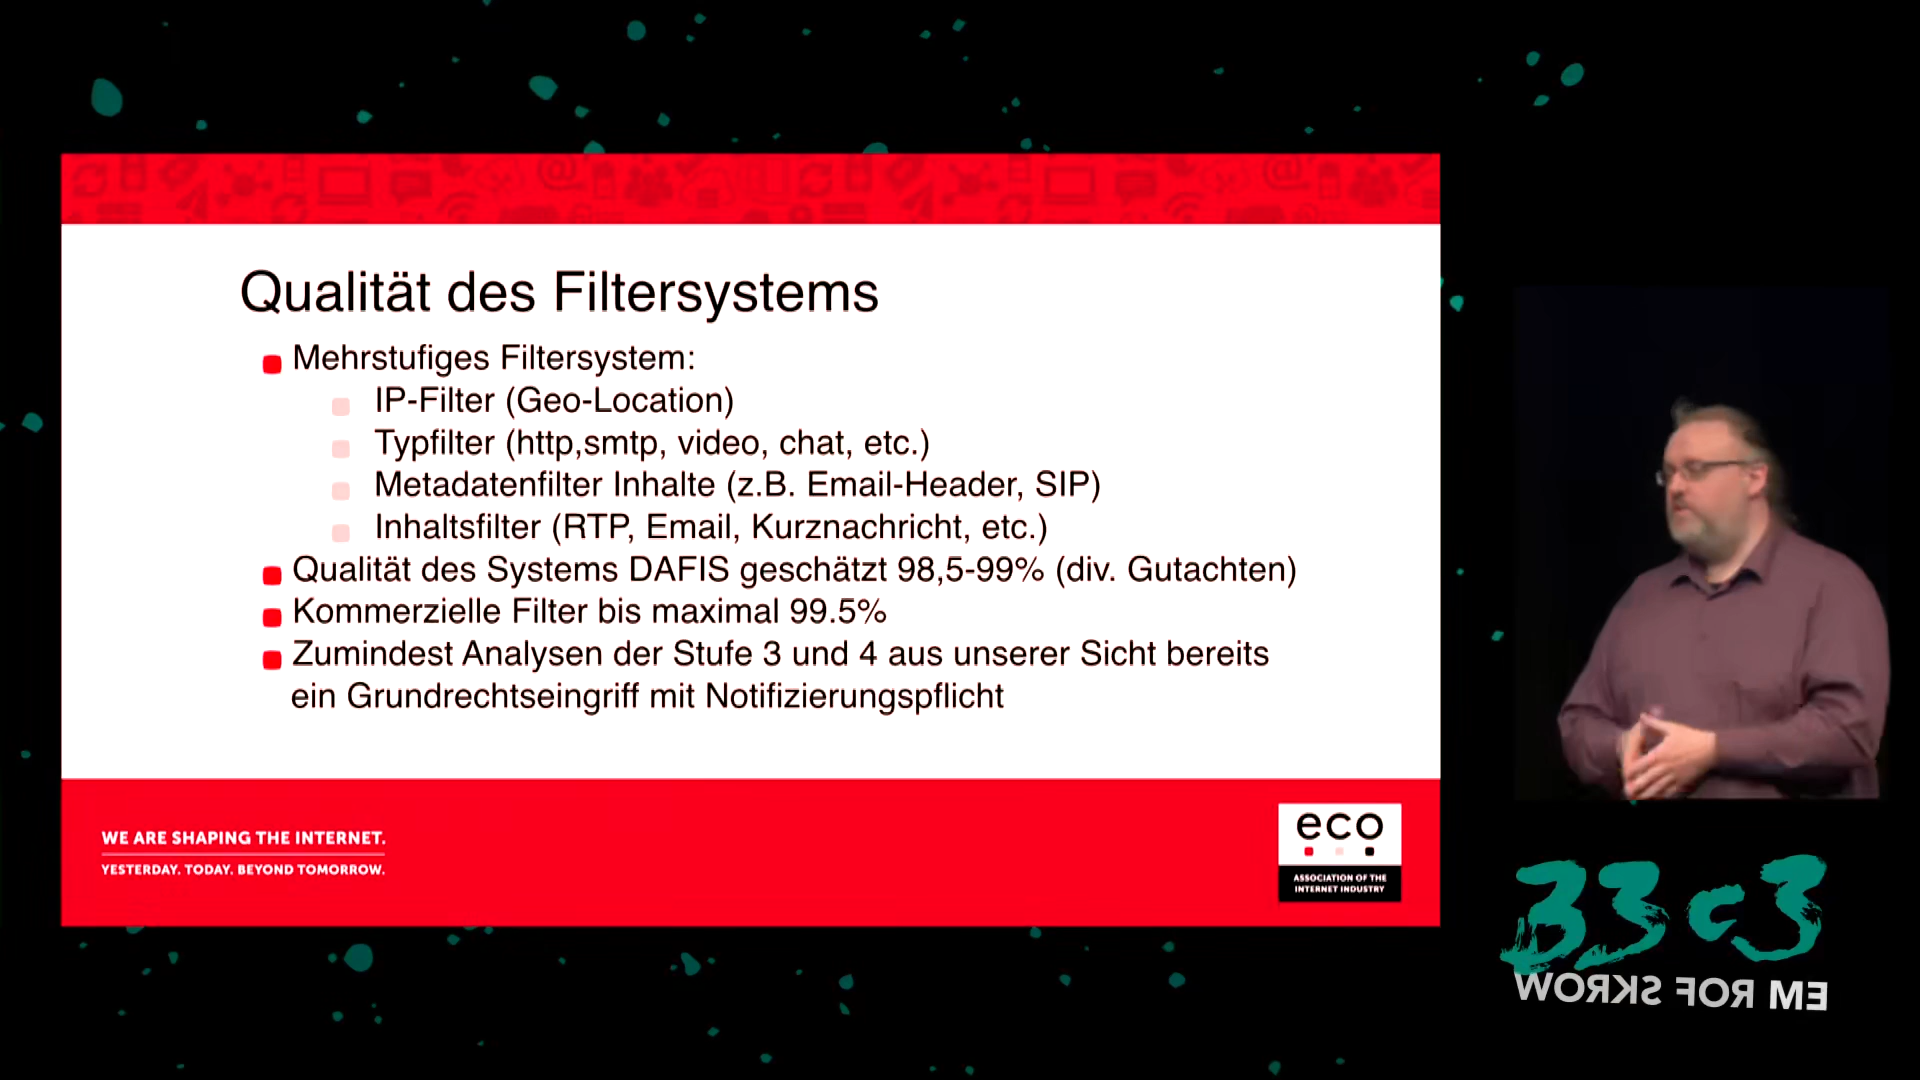 Qualität des Filtersystems
Mehrstufiges Filtersystem:
IP-Filter (Geo-Location)
Typfilter (http,smtp, video, chat, etc.)
Metadatenfilter Inhalte (z.B. Email-Header, SIP)
Inhaltsfilter (RTP, Email, Kurznachricht, etc.)
Qualität des Systems DAFIS geschätzt 98,5-99% (div. Gutachten)
Kommerzielle Filter bis maximal 99.5%
Zumindest Analysen der Stufe 3 und 4 aus unserer Sicht bereits
ein Grundrechtseingriff mit Notifizierungspflicht
WE ARE SHAPING THE INTERNET.
YESTERDAY. TODAY. BEYOND TOMORROW.
eco
ASSOCIATION OF THE
INTERNET INDUSTRY
33c3
WORKS FOR ME